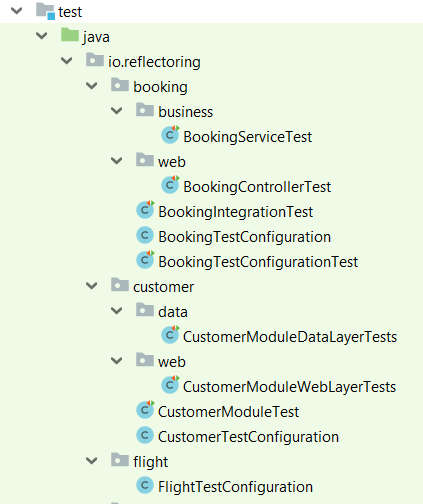 test
java
io.reflectoring
booking
business
BookingServiceTest
web
BookingControllerTest
BookingIntegrationTest
BookingTestConfiguration
BookingTestConfigurationTest
customer
data
CustomerModuleDataLayerTests
web
CustomerModuleWebLayerTests
CustomerModuleTest
CustomerTestConfiguration
flight
FlightTestConfiguration